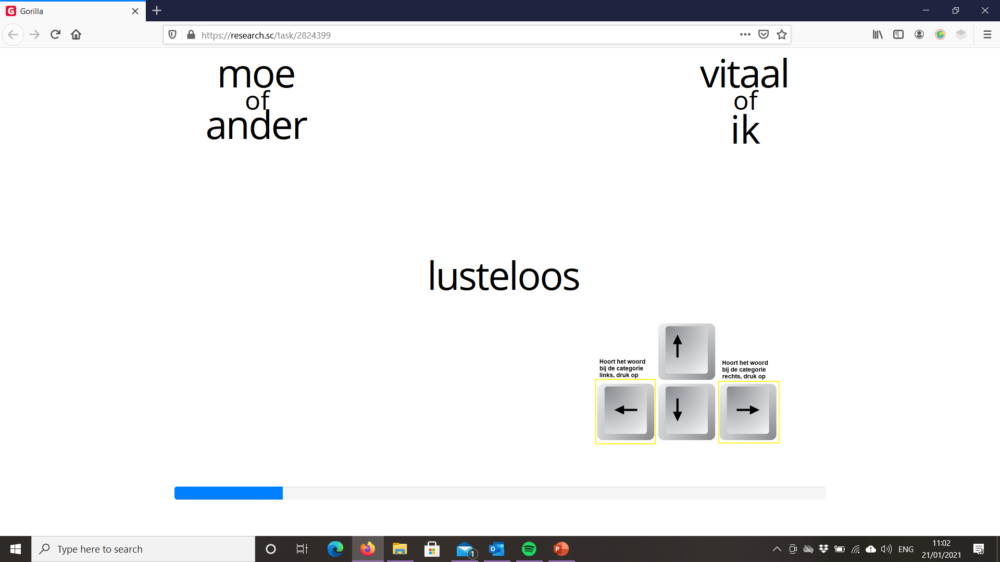 Gorilla
https://research.sc/task/2824399
moe
of
ander
vitaal
of
ik
lusteloos
Hoort het woord
bij de categorie
links, druk op
Hoort het woord
bij de categorie
rechts, druk op
Type here to search
1
ENG
11:02
21/01/2021